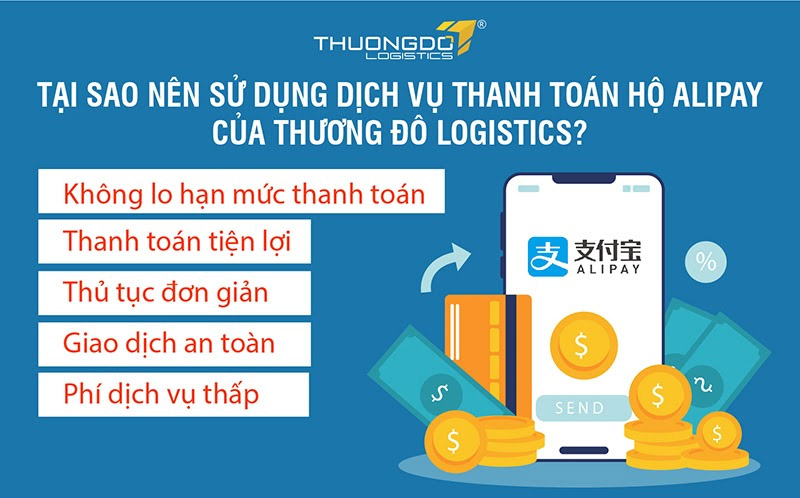 THUONGDO
LOGISTICS
®
TẠI SAO NÊN SỬ DỤNG DỊCH VỤ THANH TOÁN HỘ ALIPAY
CỦA THƯƠNG ĐÔ LOGISTICS?
Không lo hạn mức thanh toán
Thanh toán tiện lợi
Thủ tục đơn giản
Giao dịch an toàn
Phí dịch vụ thấp
支 支付宝
ALIPAY
%
$
SEND
$
$
$
$